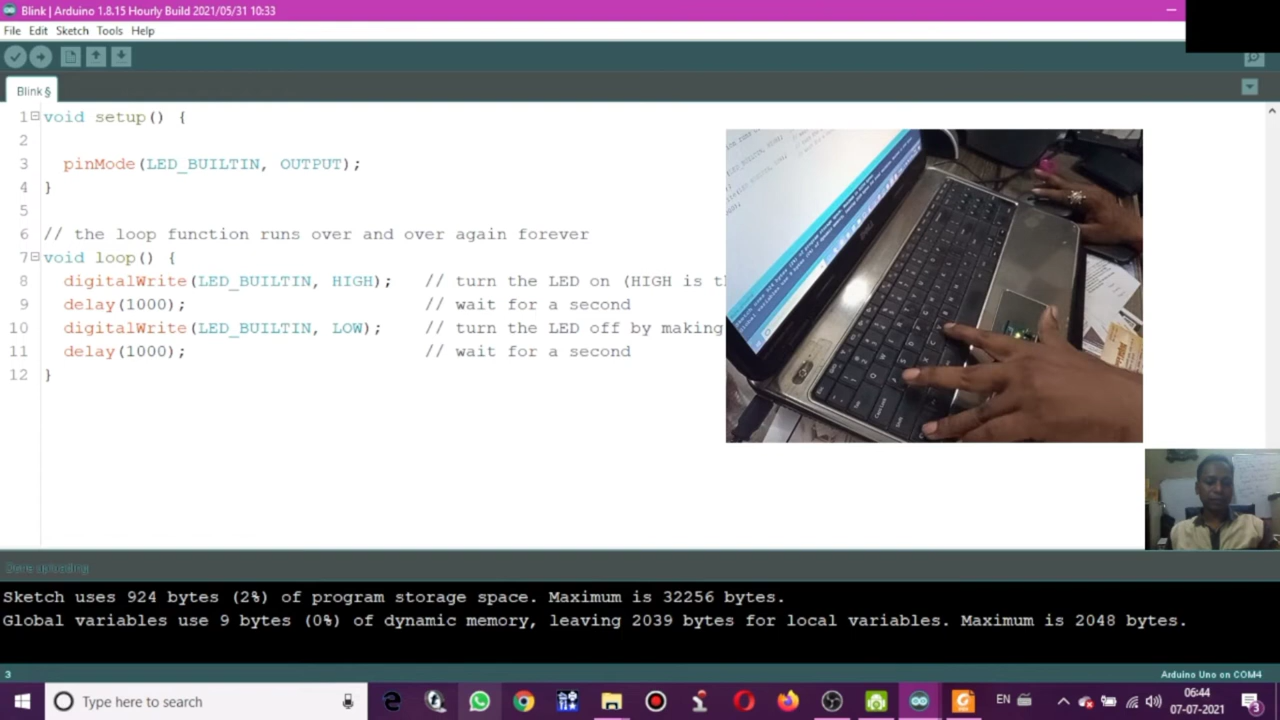 Blink | Arduino 1.8.15 Hourly Build 2021/05/31 10:33
File Edit Sketch Tools Help
Blink §
1 void setup() {
2
3 pinMode(LED_BUILTIN, OUTPUT);
4 }
5
6 // the loop function runs over and over again forever
7 void loop() {
8 digitalWrite(LED_BUILTIN, HIGH); // turn the LED on (HIGH is th
9 delay(1000); // wait for a second
10 digitalWrite(LED_BUILTIN, LOW); // turn the LED off by making
11 delay(1000); // wait for a second
12 }
Done uploading
Sketch uses 924 bytes (2%) of program storage space. Maximum is 32256 bytes.
Global variables use 9 bytes (0%) of dynamic memory, leaving 2039 bytes for local variables. Maximum is 2048 bytes.
3 Arduino Uno on COM4
Type here to search
EN
06:44
07-07-2021
3